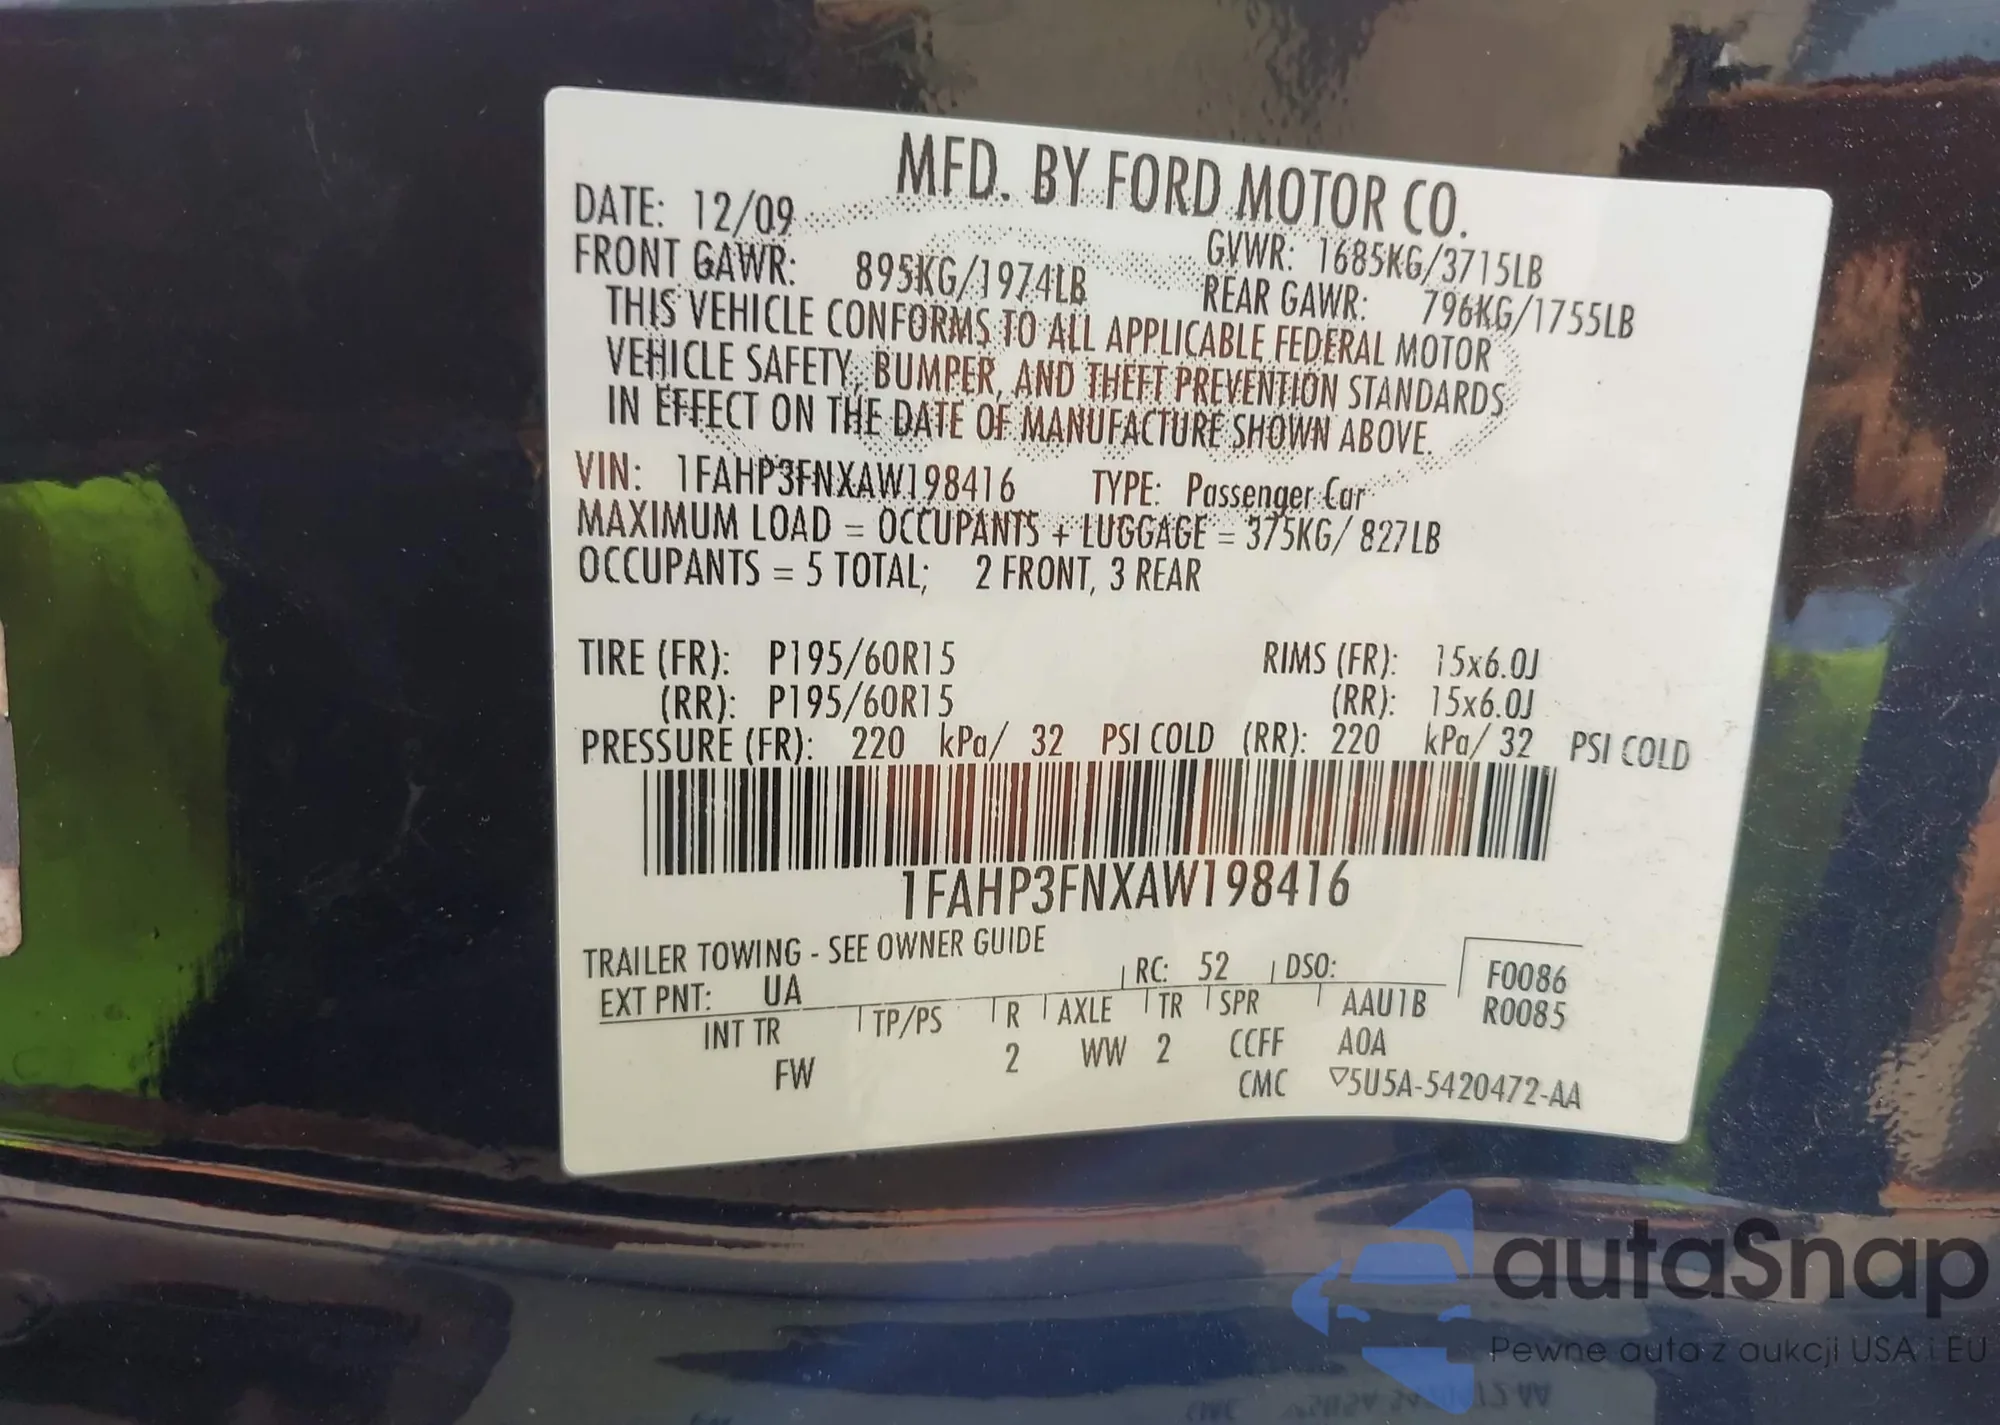 MFD. BY FORD MOTOR CO.
DATE: 12/09
GVWR: 1685KG/3715LB
FRONT GAWR: 895KG/1974LB
REAR GAWR: 796KG/1755LB
THIS VEHICLE CONFORMS TO ALL APPLICABLE FEDERAL MOTOR
VEHICLE SAFETY, BUMPER, AND THEFT PREVENTION STANDARDS
IN EFFECT ON THE DATE OF MANUFACTURE SHOWN ABOVE.
VIN: 1FAHP3FNXAW198416 TYPE: Passenger Car
MAXIMUM LOAD = OCCUPANTS + LUGGAGE = 375KG/ 827LB
OCCUPANTS = 5 TOTAL; 2 FRONT, 3 REAR
TIRE (FR): P195/60R15 RIMS (FR): 15x6.0J
(RR): P195/60R15 (RR): 15x6.0J
PRESSURE (FR): 220 kPa/ 32 PSI COLD (RR): 220 kPa/ 32 PSI COLD
1FAHP3FNXAW198416
TRAILER TOWING - SEE OWNER GUIDE
EXT PNT: UA RC: 52 DSO: F0086
INT TR TP/PS R AXLE TR SPR AAU1B R0085
FW 2 WW 2 CCFF A0A
CMC ▽5U5A-5420472-AA
autaSnap
Pewne auta z aukcji USA i EU